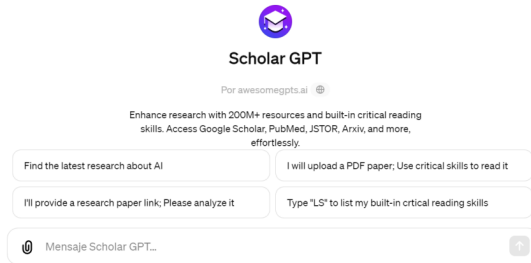 Scholar GPT
Por awesomegpts.ai
Enhance research with 200M+ resources and built-in critical reading
skills. Access Google Scholar, PubMed, JSTOR, Arxiv, and more,
effortlessly.
Find the latest research about AI
I will upload a PDF paper; Use critical skills to read it
I'll provide a research paper link; Please analyze it
Type "LS" to list my built-in crtical reading skills
Mensaje Scholar GPT...